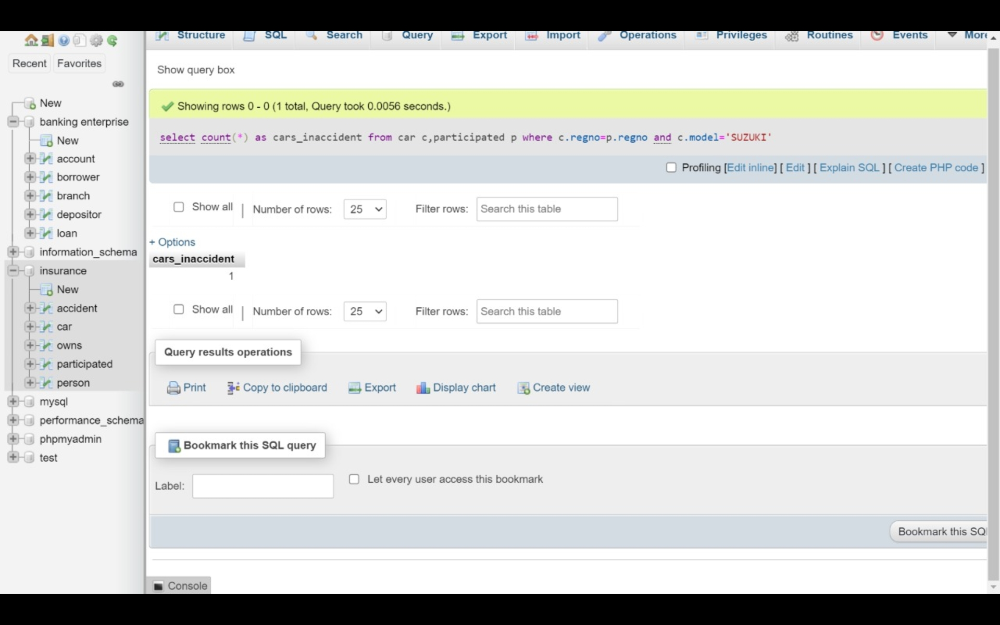 Structure SQL Search Query Export Import Operations Privileges Routines Events
Recent Favorites
New
banking enterprise
New
account
borrower
branch
depositor
loan
information_schema
insurance
New
accident
car
owns
participated
person
mysql
performance_schema
phpmyadmin
test
Show query box
Showing rows 0 - 0 (1 total, Query took 0.0056 seconds.)
select count(*) as cars_inaccident from car c,participated p where c.regno=p.regno and c.model='SUZUKI'
Profiling [Edit inline] [ Edit ] [ Explain SQL ] [ Create PHP code ]
Show all | Number of rows: 25 Filter rows: Search this table
+ Options
cars_inaccident
1
Show all | Number of rows: 25 Filter rows: Search this table
Query results operations
Print Copy to clipboard Export Display chart Create view
Bookmark this SQL query
Label: Let every user access this bookmark
Bookmark this SQ
Console